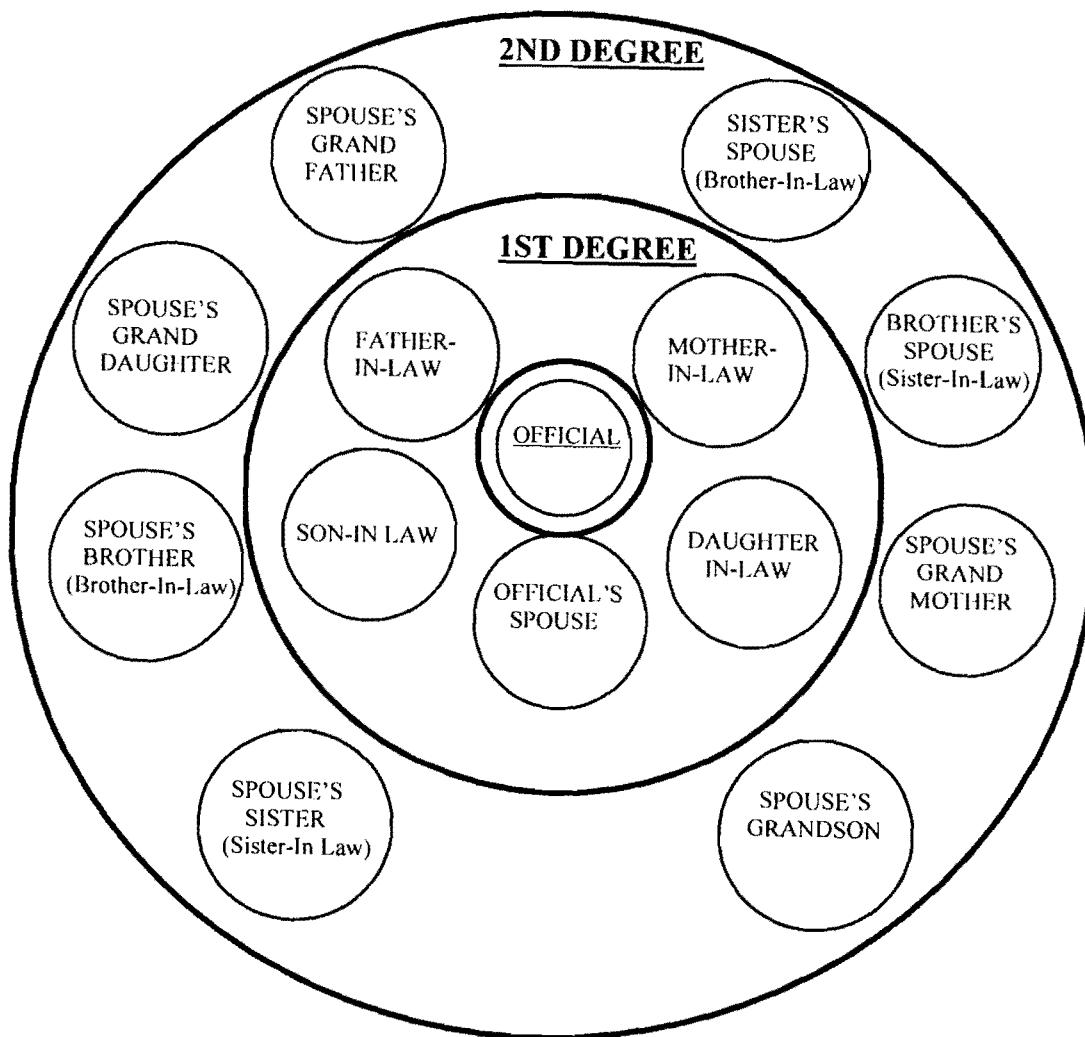 2ND DEGREE
SPOUSE'S
GRAND
FATHER
SISTER'S
SPOUSE
(Brother-In-Law)
1ST DEGREE
SPOUSE'S
GRAND
DAUGHTER
FATHER-
IN-LAW
MOTHER-
IN-LAW
BROTHER'S
SPOUSE
(Sister-In-Law)
OFFICIAL
SPOUSE'S
BROTHER
(Brother-In-Law)
SON-IN LAW
OFFICIAL'S
SPOUSE
DAUGHTER
IN-LAW
SPOUSE'S
GRAND
MOTHER
SPOUSE'S
SISTER
(Sister-In Law)
SPOUSE'S
GRANDSON